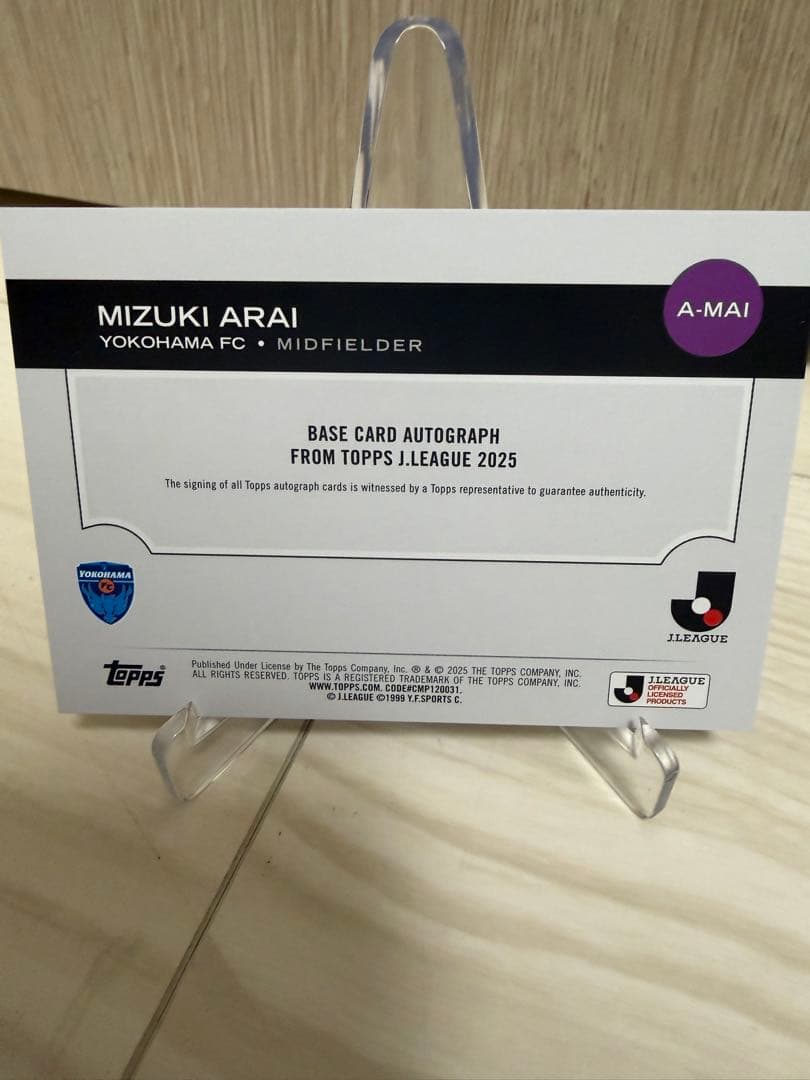 MIZUKI ARAI
YOKOHAMA FC • MIDFIELDER
A-MAI
BASE CARD AUTOGRAPH
FROM TOPPS J.LEAGUE 2025
The signing of all Topps autograph cards is witnessed by a Topps representative to guarantee authenticity.
YOKOHAMA
FC
J.LEAGUE
topps®
Published Under License by The Topps Company, Inc. ® & © 2025 THE TOPPS COMPANY, INC.
ALL RIGHTS RESERVED. TOPPS IS A REGISTERED TRADEMARK OF THE TOPPS COMPANY, INC.
WWW.TOPPS.COM. CODE#CMP120031.
© J.LEAGUE ©1999 Y.F.SPORTS C.
J.LEAGUE
OFFICIALLY
LICENSED
PRODUCTS